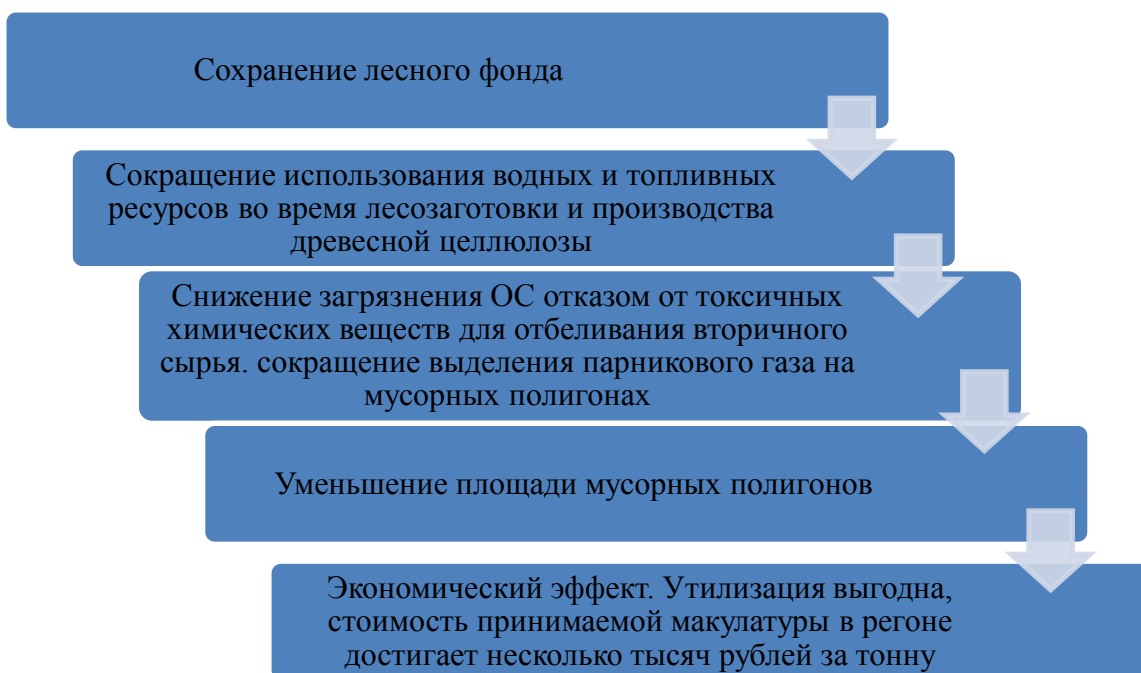 Сохранение лесного фонда
Сокращение использования водных и топливных
ресурсов во время лесозаготовки и производства
древесной целлюлозы
Снижение загрязнения ОС отказом от токсичных
химических веществ для отбеливания вторичного
сырья. сокращение выделения парникового газа на
мусорных полигонах
Уменьшение площади мусорных полигонов
Экономический эффект. Утилизация выгодна,
стоимость принимаемой макулатуры в регоне
достигает несколько тысяч рублей за тонну